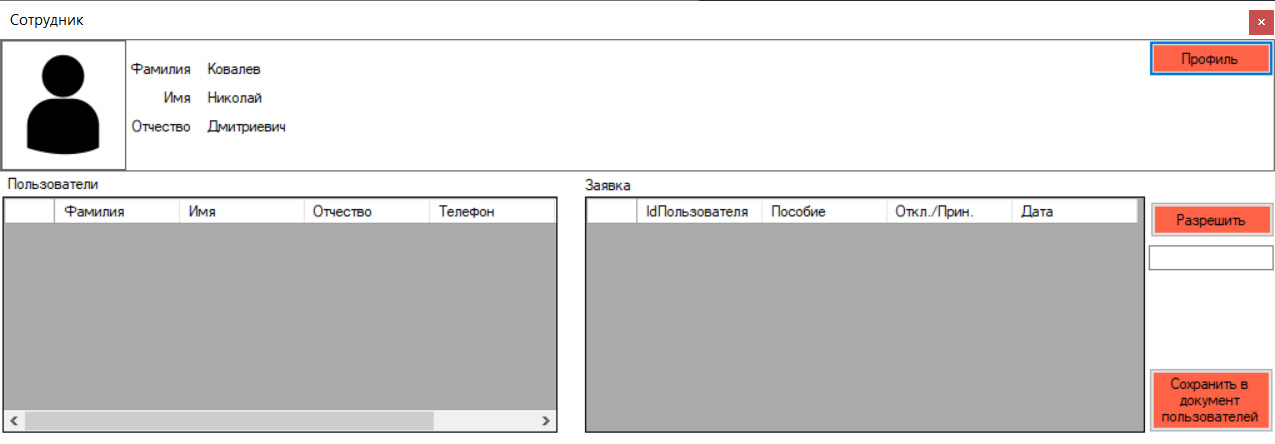 Сотрудник
Профиль
Фамилия Ковалев
Имя Николай
Отчество Дмитриевич
Пользователи
Фамилия Имя Отчество Телефон
Заявка
IdПользователя Пособие Откл./Прин. Дата
Разрешить
Сохранить в
документ
пользователей